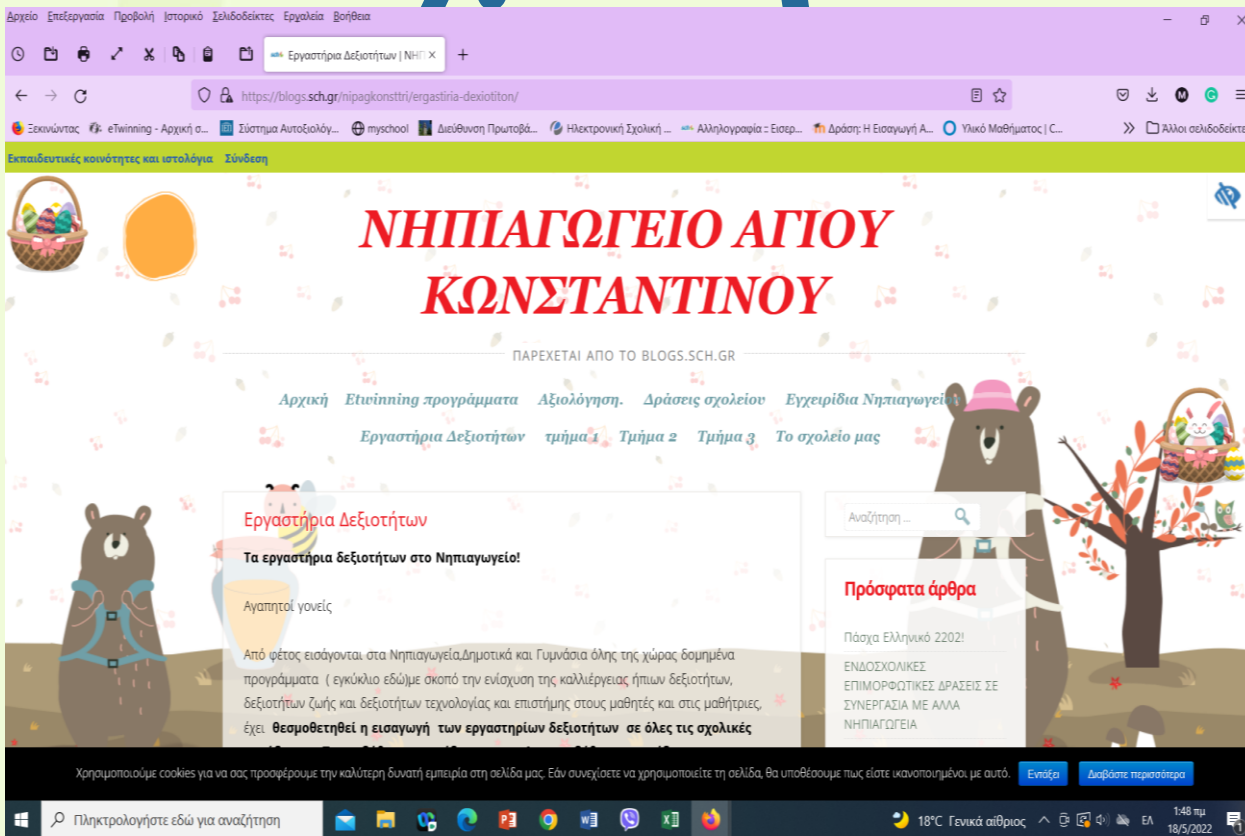 Αρχείο Επεξεργασία Προβολή Ιστορικό Σελιδοδείκτες Εργαλεία Βοήθεια
Εργαστήρια Δεξιοτήτων | ΝΗΠ
https://blogs.sch.gr/nipagkonsttri/ergastiria-dexiotiton/
Ξεκινώντας eTwinning - Αρχική σ... Σύστημα Αυτοξιολόγ... myschool Διεύθυνση Πρωτοβά... Ηλεκτρονική Σχολική ... Αλληλογραφία :: Εισερ... Δράση: Η Εισαγωγή Α... Υλικό Μαθήματος | C... Άλλοι σελιδοδείκτε
Εκπαιδευτικές κοινότητες και ιστολόγια Σύνδεση
ΝΗΠΙΑΓΩΓΕΙΟ ΑΓΙΟΥ
ΚΩΝΣΤΑΝΤΙΝΟΥ
ΠΑΡΕΧΕΤΑΙ ΑΠΟ ΤΟ BLOGS.SCH.GR
Αρχική Etwinning προγράμματα Αξιολόγηση. Δράσεις σχολείου Εγχειρίδια Νηπιαγωγείου
Εργαστήρια Δεξιοτήτων τμήμα 1 Τμήμα 2 Τμήμα 3 Το σχολείο μας
Εργαστήρια Δεξιοτήτων
Τα εργαστήρια δεξιοτήτων στο Νηπιαγωγείο!
Αγαπητοί γονείς
Από φέτος εισάγονται στα Νηπιαγωγεία,Δημοτικά και Γυμνάσια όλης της χώρας δομημένα
προγράμματα ( εγκύκλιο εδώ)με σκοπό την ενίσχυση της καλλιέργειας ήπιων δεξιοτήτων,
δεξιοτήτων ζωής και δεξιοτήτων τεχνολογίας και επιστήμης στους μαθητές και στις μαθήτριες,
έχει θεσμοθετηθεί η εισαγωγή των εργαστηρίων δεξιοτήτων σε όλες τις σχολικές
Αναζήτηση ...
Πρόσφατα άρθρα
Πάσχα Ελληνικό 2202!
ΕΝΔΟΣΧΟΛΙΚΕΣ
ΕΠΙΜΟΡΦΩΤΙΚΕΣ ΔΡΑΣΕΙΣ ΣΕ
ΣΥΝΕΡΓΑΣΙΑ ΜΕ ΑΛΛΑ
ΝΗΠΙΑΓΩΓΕΙΑ
Χρησιμοποιούμε cookies για να σας προσφέρουμε την καλύτερη δυνατή εμπειρία στη σελίδα μας. Εάν συνεχίσετε να χρησιμοποιείτε τη σελίδα, θα υποθέσουμε πως είστε ικανοποιημένοι με αυτό. Εντάξει Διαβάστε περισσότερα
Πληκτρολογήστε εδώ για αναζήτηση
18°C Γενικά αίθριος ΕΛ 1:48 πμ
18/5/2022